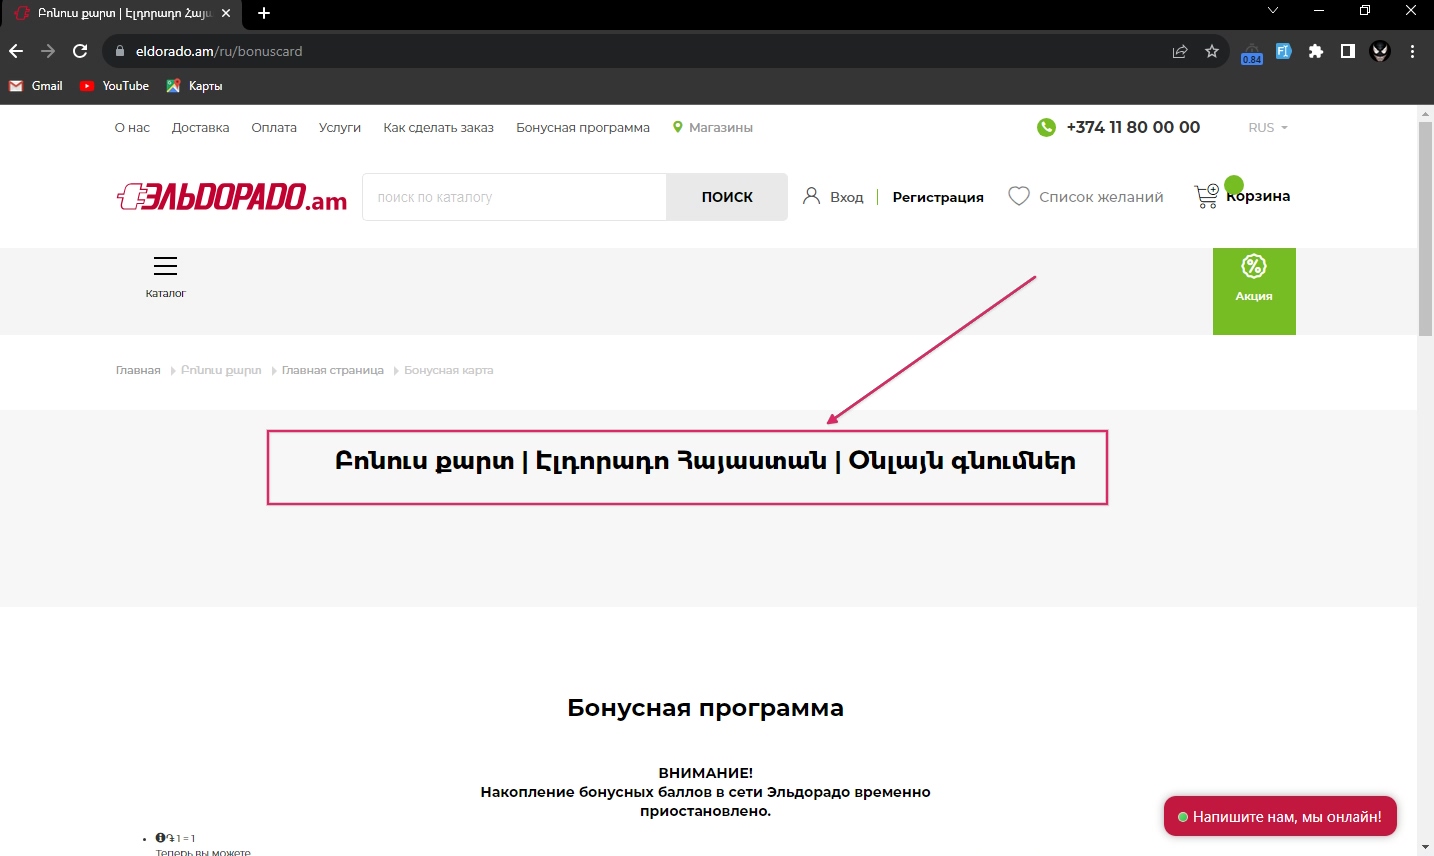 Բոնուս քարտ | Էլդորադո Հայա
eldorado.am/ru/bonuscard
0.84
Gmail YouTube Карты
О нас Доставка Оплата Услуги Как сделать заказ Бонусная программа Магазины +374 11 80 00 00 RUS
ЭЛЬDОРАDО.am поиск по каталогу ПОИСК Вход Регистрация Список желаний Корзина
Каталог
Акция
Главная Բոնուս քարտ Главная страница Бонусная карта
Բոնուս քարտ | Էլդորադո Հայաստան | Օնլայն գնումներ
Бонусная программа
ВНИМАНИЕ!
Накопление бонусных баллов в сети Эльдорадо временно
приостановлено.
Напишите нам, мы онлайн!
֏ 1 = 1
Теперь вы можете